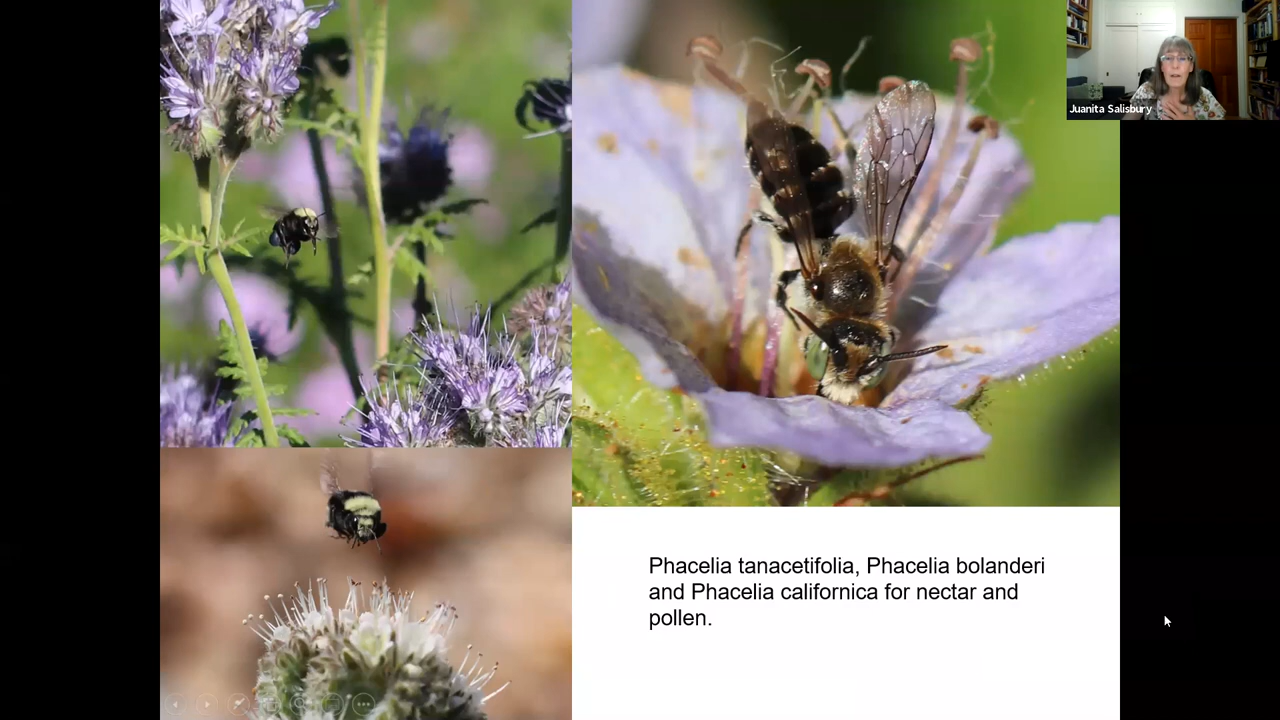 Juanita Salisbury
Phacelia tanacetifolia, Phacelia bolanderi
and Phacelia californica for nectar and
pollen.